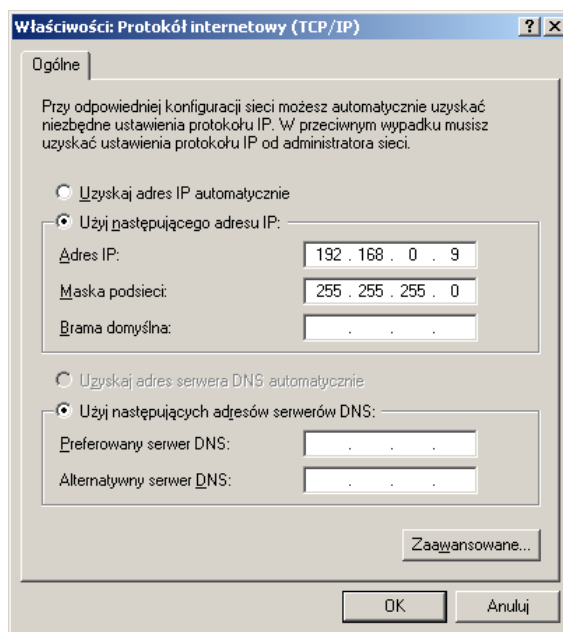 Właściwości: Protokół internetowy (TCP/IP)
Ogólne
Przy odpowiedniej konfiguracji sieci możesz automatycznie uzyskać
niezbędne ustawienia protokołu IP. W przeciwnym wypadku musisz
uzyskać ustawienia protokołu IP od administratora sieci.
Uzyskaj adres IP automatycznie
Użyj następującego adresu IP:
Adres IP: 192 . 168 . 0 . 9
Maska podsieci: 255 . 255 . 255 . 0
Brama domyślna: . . .
Uzyskaj adres serwera DNS automatycznie
Użyj następujących adresów serwerów DNS:
Preferowany serwer DNS: . . .
Alternatywny serwer DNS: . . .
Zaawansowane...
OK Anuluj